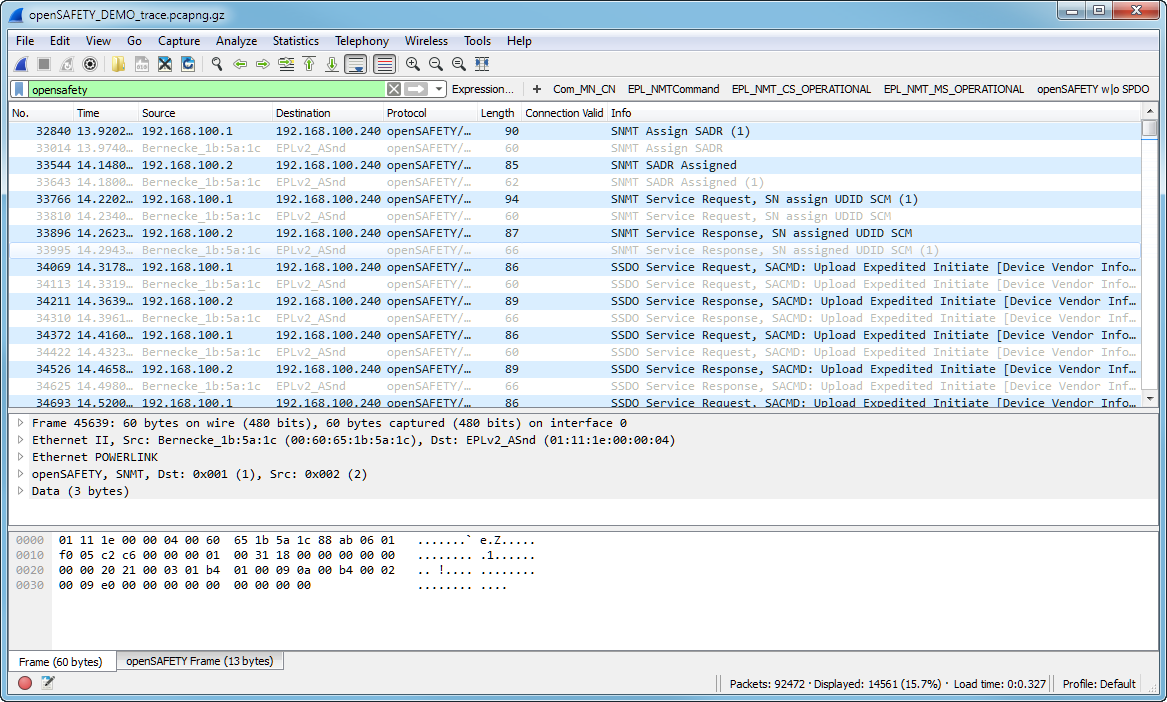 openSAFETY_DEMO_trace.pcapng.gz
File Edit View Go Capture Analyze Statistics Telephony Wireless Tools Help
opensafety Expression... + Com_MN_CN EPL_NMTCommand EPL_NMT_CS_OPERATIONAL EPL_NMT_MS_OPERATIONAL openSAFETY w|o SPDO
No. Time Source Destination Protocol Length Connection Valid Info
32840 13.9202… 192.168.100.1 192.168.100.240 openSAFETY/… 90 SNMT Assign SADR (1)
33014 13.9740… Bernecke_1b:5a:1c EPLv2_ASnd openSAFETY/… 60 SNMT Assign SADR
33544 14.1480… 192.168.100.2 192.168.100.240 openSAFETY/… 85 SNMT SADR Assigned
33643 14.1800… Bernecke_1b:5a:1c EPLv2_ASnd openSAFETY/… 62 SNMT SADR Assigned (1)
33766 14.2202… 192.168.100.1 192.168.100.240 openSAFETY/… 94 SNMT Service Request, SN assign UDID SCM (1)
33810 14.2340… Bernecke_1b:5a:1c EPLv2_ASnd openSAFETY/… 60 SNMT Service Request, SN assign UDID SCM
33896 14.2623… 192.168.100.2 192.168.100.240 openSAFETY/… 87 SNMT Service Response, SN assigned UDID SCM
33995 14.2943… Bernecke_1b:5a:1c EPLv2_ASnd openSAFETY/… 66 SNMT Service Response, SN assigned UDID SCM (1)
34069 14.3178… 192.168.100.1 192.168.100.240 openSAFETY/… 86 SSDO Service Request, SACMD: Upload Expedited Initiate [Device Vendor Info…
34113 14.3319… Bernecke_1b:5a:1c EPLv2_ASnd openSAFETY/… 60 SSDO Service Request, SACMD: Upload Expedited Initiate [Device Vendor Info…
34211 14.3639… 192.168.100.2 192.168.100.240 openSAFETY/… 89 SSDO Service Response, SACMD: Upload Expedited Initiate [Device Vendor Inf…
34310 14.3961… Bernecke_1b:5a:1c EPLv2_ASnd openSAFETY/… 66 SSDO Service Response, SACMD: Upload Expedited Initiate [Device Vendor Inf…
34372 14.4160… 192.168.100.1 192.168.100.240 openSAFETY/… 86 SSDO Service Request, SACMD: Upload Expedited Initiate [Device Vendor Info…
34422 14.4323… Bernecke_1b:5a:1c EPLv2_ASnd openSAFETY/… 60 SSDO Service Request, SACMD: Upload Expedited Initiate [Device Vendor Info…
34526 14.4658… 192.168.100.2 192.168.100.240 openSAFETY/… 89 SSDO Service Response, SACMD: Upload Expedited Initiate [Device Vendor Inf…
34625 14.4980… Bernecke_1b:5a:1c EPLv2_ASnd openSAFETY/… 66 SSDO Service Response, SACMD: Upload Expedited Initiate [Device Vendor Inf…
34693 14.5200… 192.168.100.1 192.168.100.240 openSAFETY/… 86 SSDO Service Request, SACMD: Upload Expedited Initiate [Device Vendor Info…
Frame 45639: 60 bytes on wire (480 bits), 60 bytes captured (480 bits) on interface 0
Ethernet II, Src: Bernecke_1b:5a:1c (00:60:65:1b:5a:1c), Dst: EPLv2_ASnd (01:11:1e:00:00:04)
Ethernet POWERLINK
openSAFETY, SNMT, Dst: 0x001 (1), Src: 0x002 (2)
Data (3 bytes)
0000 01 11 1e 00 00 04 00 60 65 1b 5a 1c 88 ab 06 01 .......` e.Z.....
0010 f0 05 c2 c6 00 00 00 01 00 31 18 00 00 00 00 00 ........ .1......
0020 00 00 20 21 00 03 01 b4 01 00 09 0a 00 b4 00 02 .. !.... ........
0030 00 09 e0 00 00 00 00 00 00 00 00 00 ........ ....
Frame (60 bytes) openSAFETY Frame (13 bytes)
Packets: 92472 · Displayed: 14561 (15.7%) · Load time: 0:0.327 Profile: Default